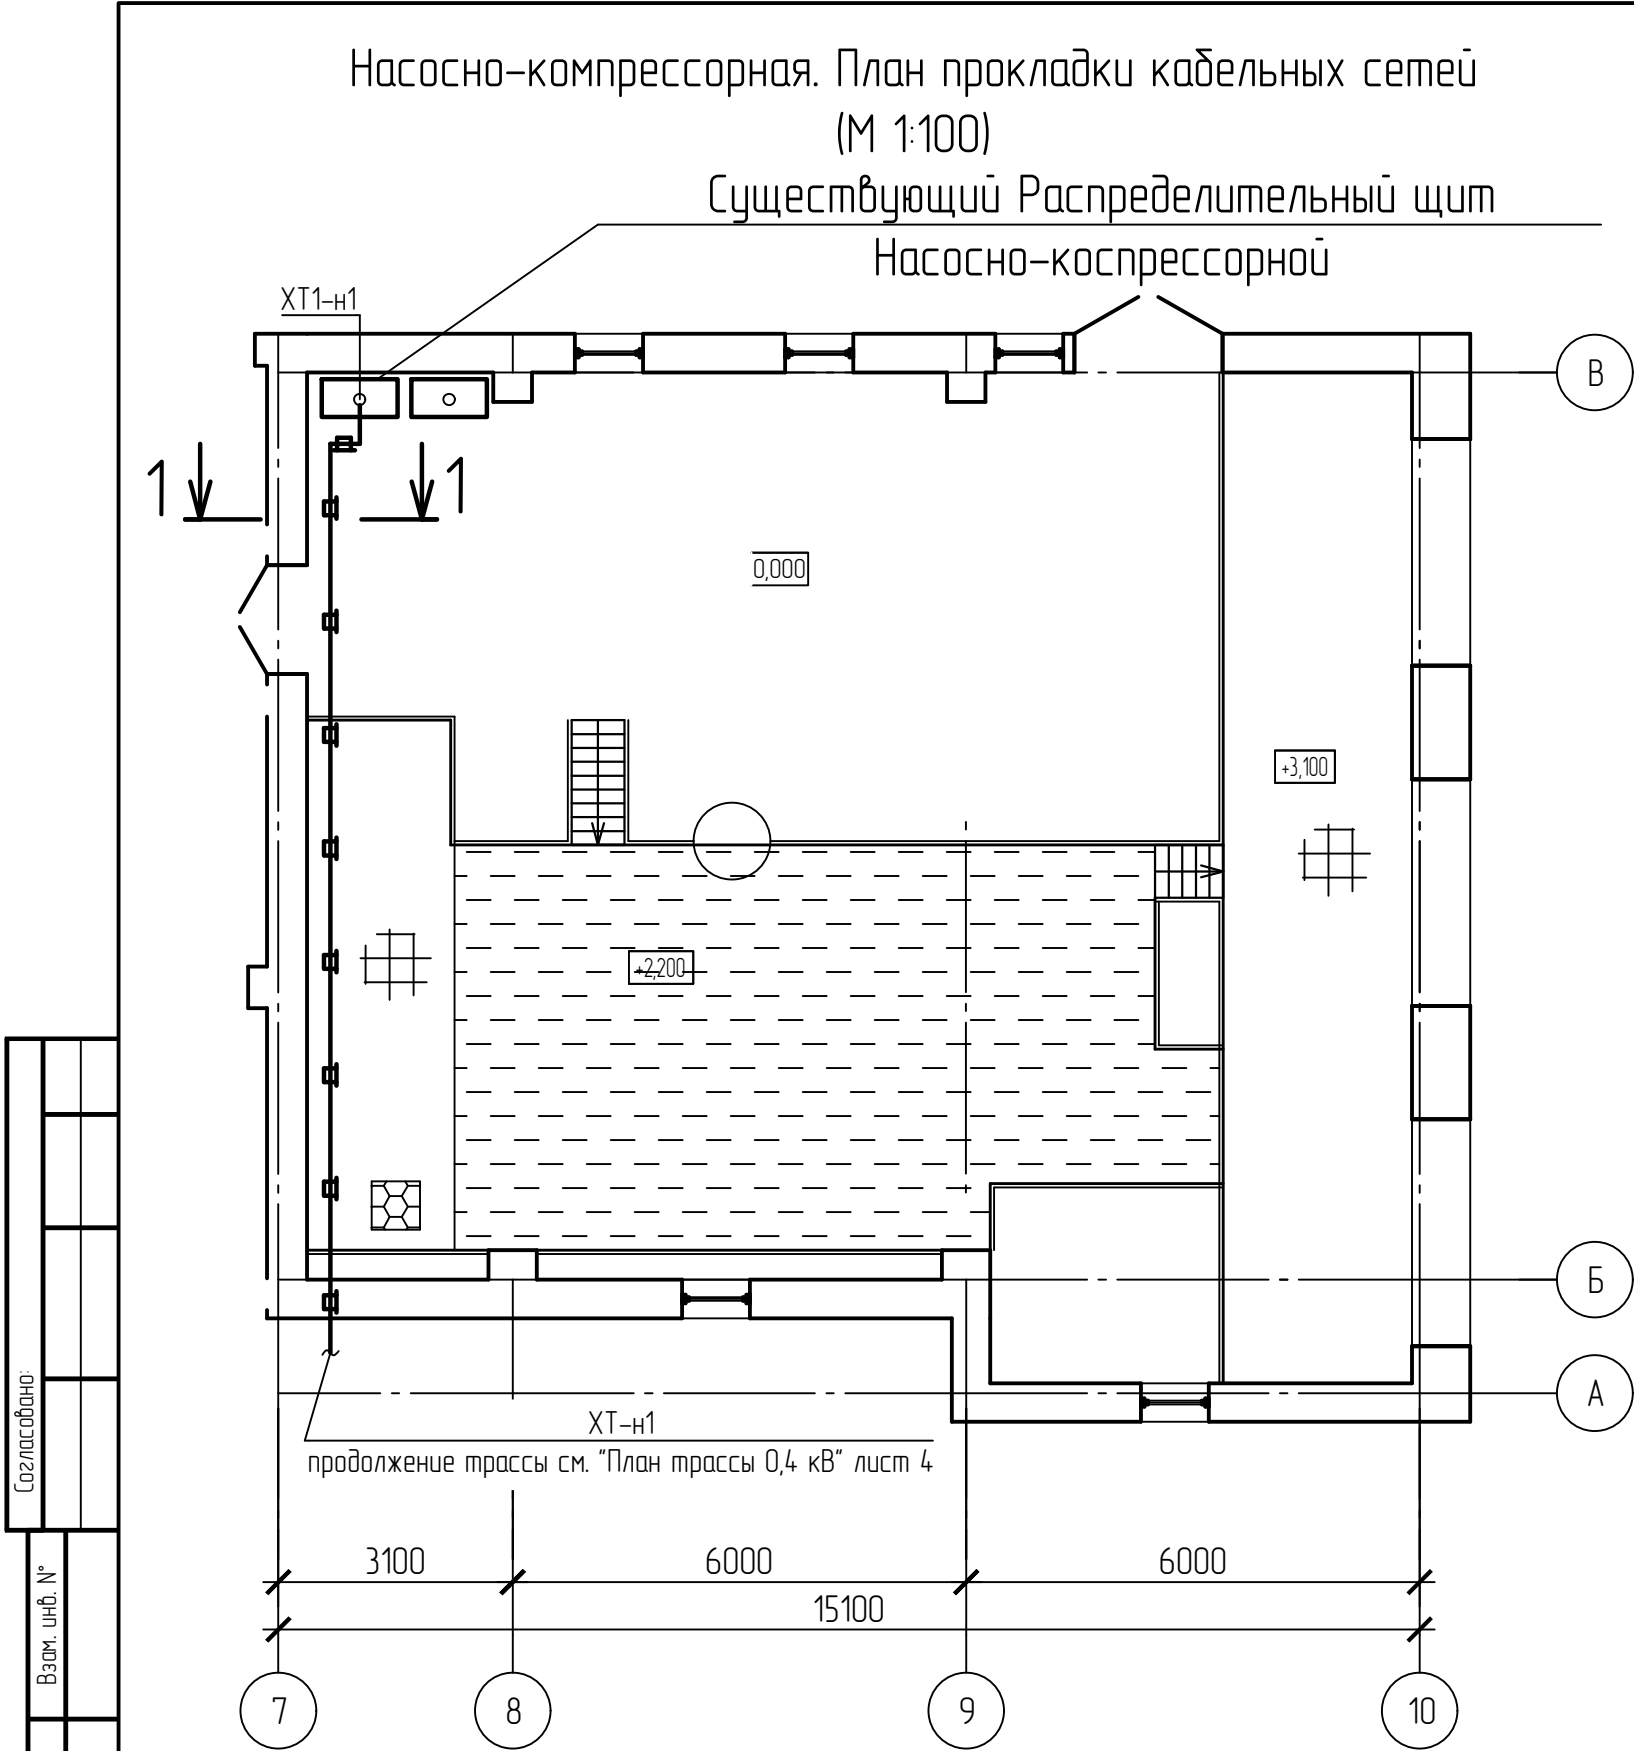 Насосно-компрессорная. План прокладки кабельных сетей
(М 1:100)
Существующий Распределительный щит
Насосно-коспрессорной
ХТ1-н1
В
1
1
0,000
+3,100
+2,200
Б
А
ХТ-н1
продолжение трассы см. "План трассы 0,4 кВ" лист 4
Согласовано:
Взам. инв. N°
3100
6000
6000
15100
7
8
9
10